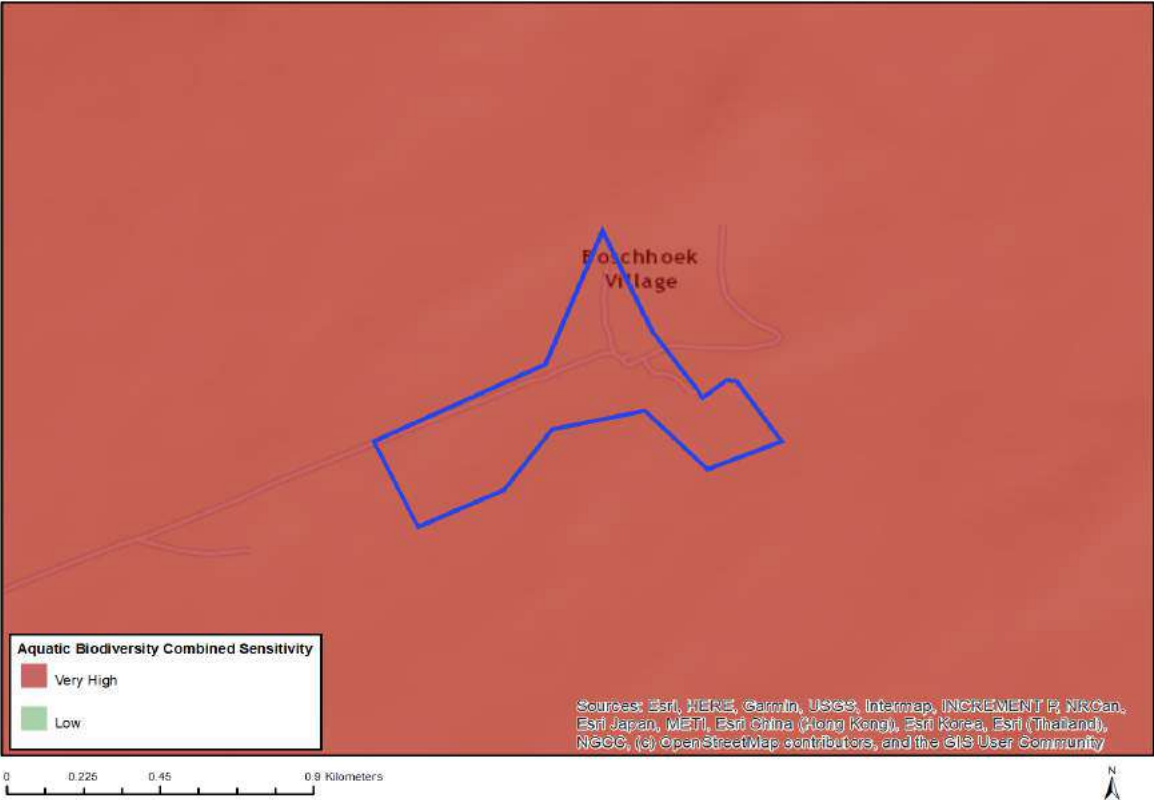 Boschhoek
Village
Aquatic Biodiversity Combined Sensitivity
Very High
Low
Sources: Esri, HERE, Garmin, USGS, Intermap, INCREMENT P, NRCan,
Esri Japan, METI, Esri China (Hong Kong), Esri Korea, Esri (Thailand),
NGCC, (c) OpenStreetMap contributors, and the GIS User Community
0 0.225 0.45 0.9 Kilometers
N